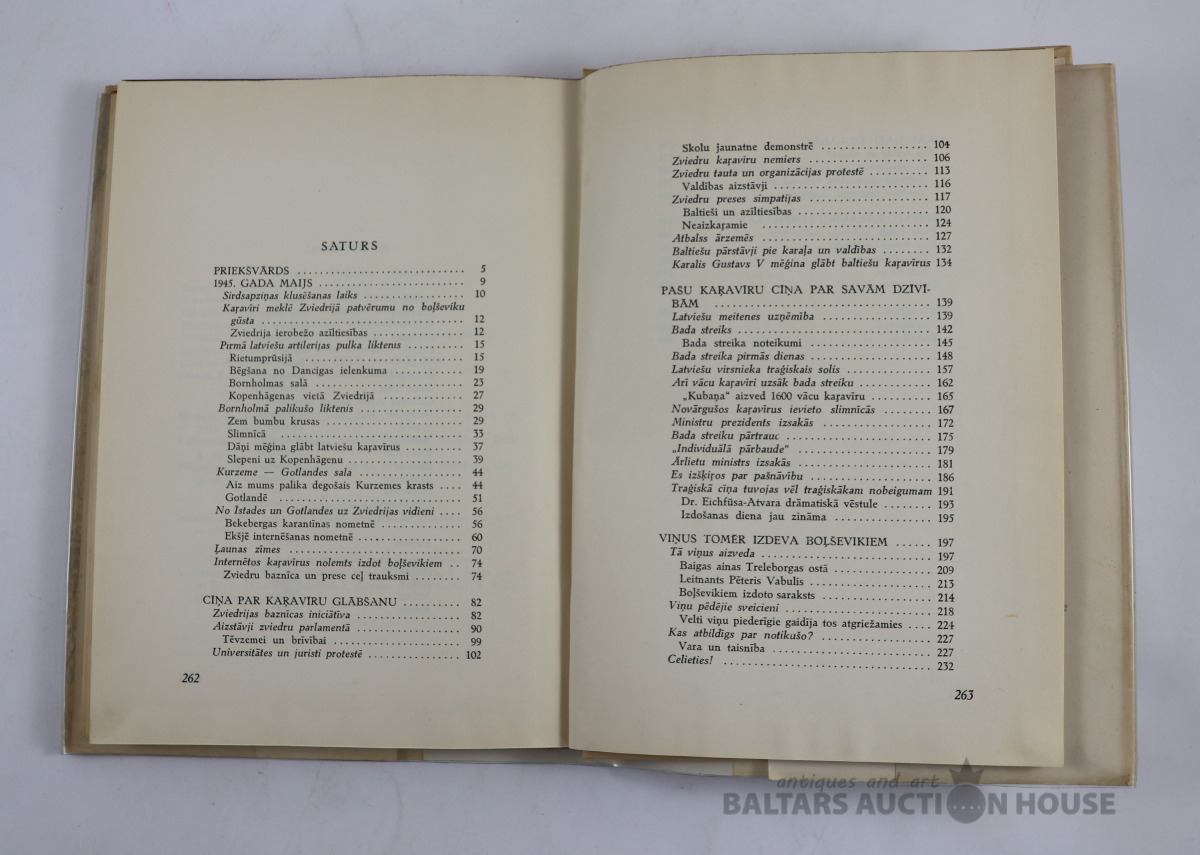 SATURS
PRIEKŠVĀRDS .............................. 5
1945. GADA MAIJS .......................... 9
Sirdsapziņas klusēšanas laiks .................. 10
Kaŗavīri meklē Zviedrijā patvērumu no boļševiku
gūsta ................................... 12
Zviedrija ierobežo azīltiesības ................ 12
Pirmā latviešu artilerijas pulka liktenis .......... 15
Rietumprūsijā ............................ 15
Bēgšana no Dancigas ielenkuma .............. 19
Bornholmas salā .......................... 23
Kopenhāgenas vietā Zviedrijā .............. 27
Bornholmā palikušo liktenis .................. 29
Zem bumbu krusas ........................ 29
Slimnīcā ................................ 33
Dāņi mēģina glābt latviešu kaŗavīrus .......... 37
Slepeni uz Kopenhāgenu .................... 39
Kurzeme — Gotlandes sala .................... 44
Aiz mums palika degošais Kurzemes krasts .... 44
Gotlandē ................................ 51
No Īstades un Gotlandes uz Zviedrijas vidieni .... 56
Bekebergas karantīnas nometnē .............. 56
Ekšjē internēšanas nometnē .................. 60
Ļaunas zīmes .............................. 70
Internētos kaŗavīrus nolemts izdot boļševikiem .. 74
Zviedru baznīca un prese ceļ trauksmi ........ 74
CĪŅA PAR KAŖAVĪRU GLĀBŠANU .......... 82
Zviedrijas baznīcas iniciātīva .................. 82
Aizstāvji zviedru parlamentā .................. 90
Tēvzemei un brīvībai ...................... 99
Universitātes un juristi protestē .............. 102
262
Skolu jaunatne demonstrē .................. 104
Zviedru kaŗavīru nemiers .................... 106
Zviedru tauta un organizācijas protestē .......... 113
Valdības aizstāvji .......................... 116
Zviedru preses simpatijas .................... 117
Baltieši un azīltiesības ...................... 120
Neaizkaŗamie ............................ 124
Atbalss ārzemēs ............................ 127
Baltiešu pārstāvji pie karaļa un valdības ........ 132
Karalis Gustavs V mēģina glābt baltiešu kaŗavīrus 134
PAŠU KAŖAVĪRU CĪŅA PAR SAVĀM DZĪVĪ-
BĀM .................................... 139
Latviešu meitenes uzņēmība .................. 139
Bada streiks ................................ 142
Bada streika noteikumi .................... 145
Bada streika pirmās dienas .................... 148
Latviešu virsnieka traģiskais solis .............. 157
Arī vācu kaŗavīri uzsāk bada streiku ............ 162
„Kubaņa“ aizved 1600 vācu kaŗavīru .......... 165
Novārgušos kaŗavīrus ievieto slimnīcās ........ 167
Ministru prezidents izsakās .................. 172
Bada streiku pārtrauc ........................ 175
„Individuālā pārbaude“ ...................... 179
Ārlietu ministrs izsakās ...................... 181
Es izšķiros par pašnāvību .................... 186
Traģiskā cīņa tuvojas vēl traģiskākam nobeigumam 191
Dr. Eichfūsa-Atvara drāmatiskā vēstule ........ 193
Izdošanas diena jau zināma ................ 195
VIŅUS TOMĒR IZDEVA BOĻŠEVIKIEM ...... 197
Tā viņus aizveda ............................ 197
Baigas ainas Treleborgas ostā ................ 209
Leitnants Pēteris Vabulis .................... 213
Boļševikiem izdoto saraksts .................. 214
Viņu pēdējie sveicieni ........................ 218
Velti viņu piederīgie gaidīja tos atgriežamies .... 224
Kas atbildīgs par notikušo? .................. 227
Vara un taisnība .......................... 227
Celieties! .................................. 232
263
antiques and art
BALTARS AUCTION HOUSE